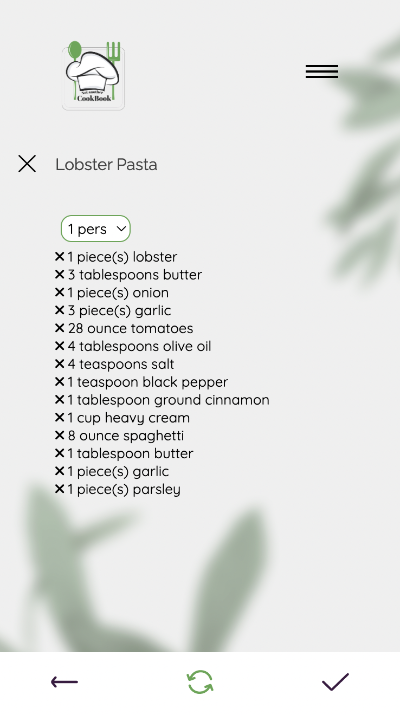 CookBook
Lobster Pasta
1 pers
1 piece(s) lobster
3 tablespoons butter
1 piece(s) onion
3 piece(s) garlic
28 ounce tomatoes
4 tablespoons olive oil
4 teaspoons salt
1 teaspoon black pepper
1 tablespoon ground cinnamon
1 cup heavy cream
8 ounce spaghetti
1 tablespoon butter
1 piece(s) garlic
1 piece(s) parsley